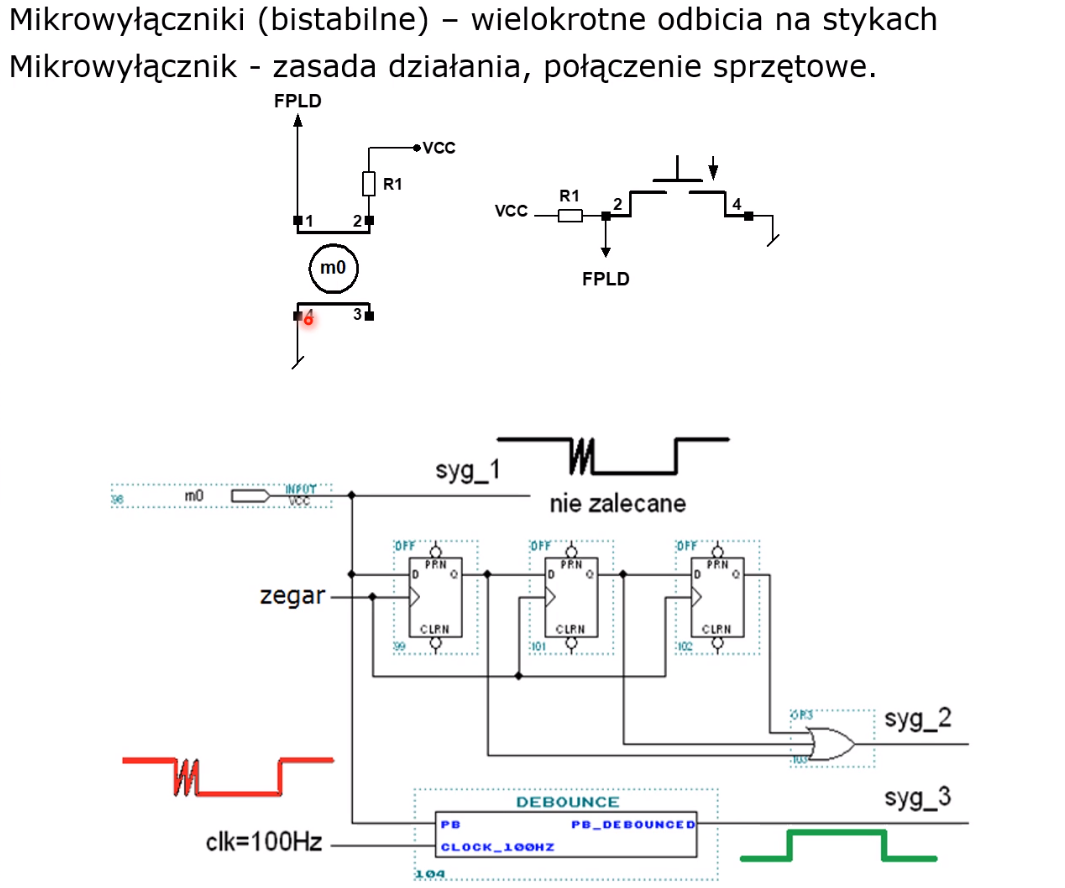 Mikrowyłączniki (bistabilne) – wielokrotne odbicia na stykach
Mikrowyłącznik - zasada działania, połączenie sprzętowe.
FPLD
VCC
R1
1 2
m0
4 3
R1
VCC
2 4
FPLD
syg_1
nie zalecane
98 m0 INPUT
VCC
DFF DFF DFF
PRN PRN PRN
D Q D Q D Q
zegar
CLRN CLRN CLRN
99 101 102
OR3
syg_2
103
syg_3
DEBOUNCE
PB PB_DEBOUNCED
clk=100Hz
CLOCK_100HZ
104